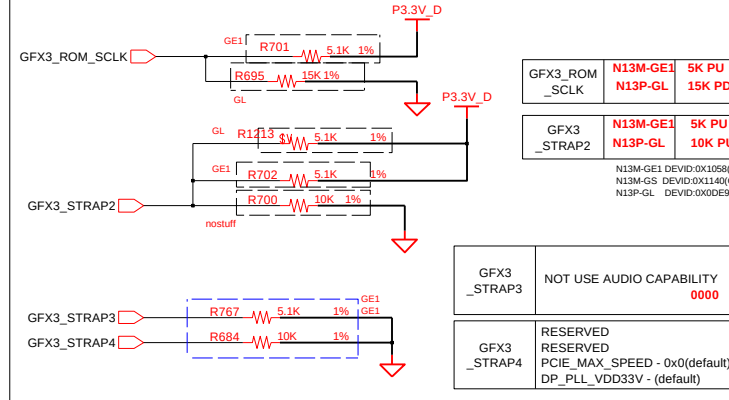 P3.3V_D
GE1
R701
5.1K 1%
GFX3_ROM_SCLK
R695
15K 1%
GL
P3.3V_D
GL
R1213
5.1K 1%
GE1
R702
5.1K 1%
GFX3_STRAP2
R700
10K 1%
nostuff
GE1
GE1
GFX3_STRAP3
R767
5.1K 1%
GFX3_STRAP4
R684
10K 1%
GFX3_ROM
_SCLK
N13M-GE1 5K PU
N13P-GL 15K PD
GFX3
_STRAP2
N13M-GE1 5K PU
N13P-GL 10K PU
N13M-GE1 DEVID:0X1058(
N13M-GS DEVID:0X1140(
N13P-GL DEVID:0X0DE9
GFX3
_STRAP3
NOT USE AUDIO CAPABILITY
0000
GFX3
_STRAP4
RESERVED
RESERVED
PCIE_MAX_SPEED - 0x0(default)
DP_PLL_VDD33V - (default)